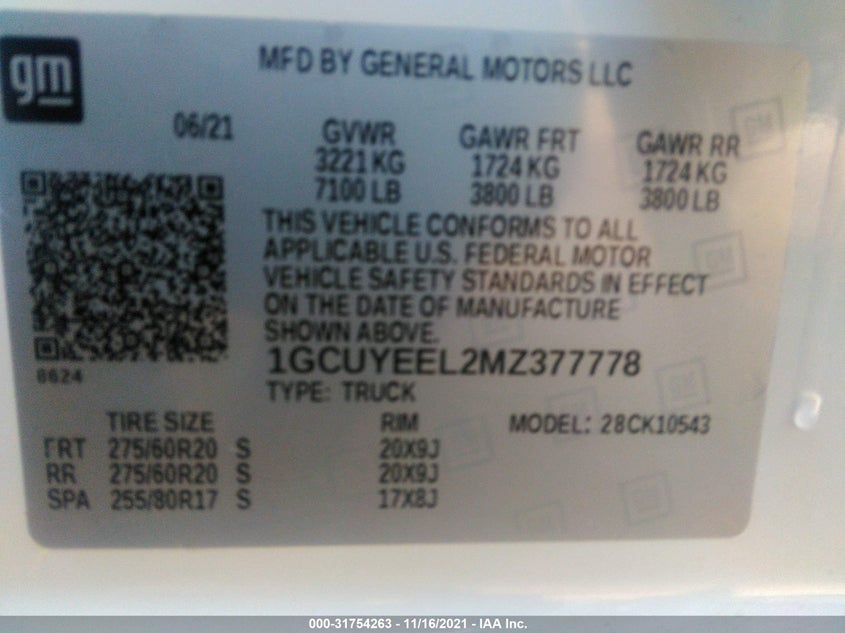 gm
MFD BY GENERAL MOTORS LLC
06/21
GVWR GAWR FRT GAWR RR
3221 KG 1724 KG 1724 KG
7100 LB 3800 LB 3800 LB
THIS VEHICLE CONFORMS TO ALL
APPLICABLE U.S. FEDERAL MOTOR
VEHICLE SAFETY STANDARDS IN EFFECT
ON THE DATE OF MANUFACTURE
SHOWN ABOVE.
1GCUYEEL2MZ377778
8624
TYPE: TRUCK
TIRE SIZE RIM MODEL: 28CK10543
FRT 275/60R20 S 20X9J
RR 275/60R20 S 20X9J
SPA 255/80R17 S 17X8J
000-31754263 - 11/16/2021 - IAA Inc.